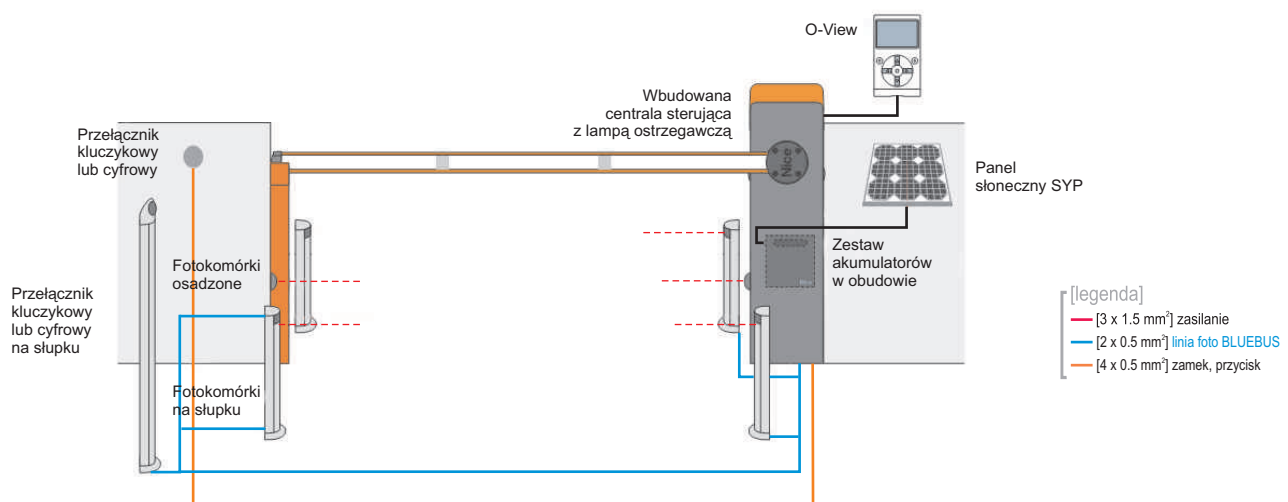 O-View
Wbudowana
centrala sterująca
z lampą ostrzegawczą
Przełącznik
kluczykowy
lub cyfrowy
Nice
Panel
słoneczny SYP
Zestaw
akumulatorów
w obudowie
Fotokomórki
osadzone
Przełącznik
kluczykowy
lub cyfrowy
na słupku
Fotokomórki
na słupku
[legenda]
[3 x 1.5 mm²] zasilanie
[2 x 0.5 mm²] linia foto BLUEBUS
[4 x 0.5 mm²] zamek, przycisk